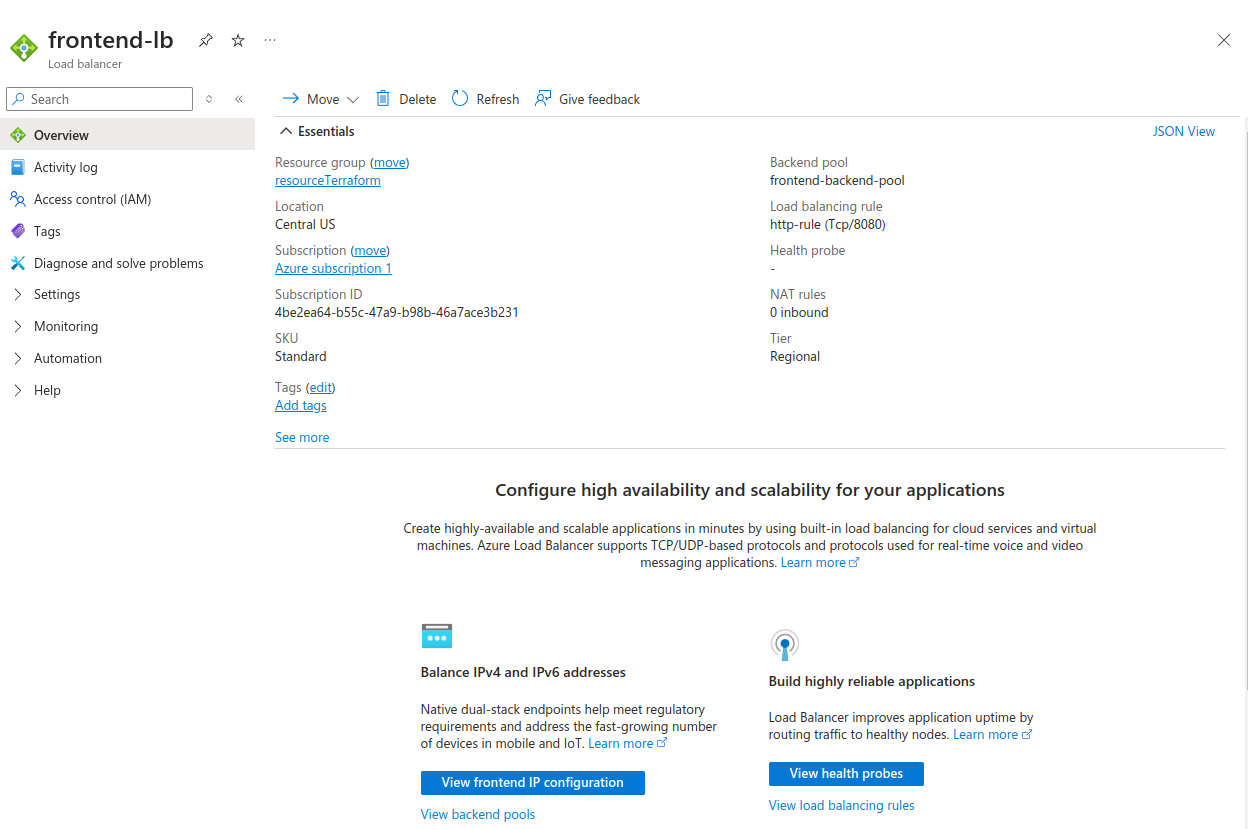 frontend-lb
Load balancer
Search
Move
Delete
Refresh
Give feedback
Overview
Activity log
Access control (IAM)
Tags
Diagnose and solve problems
Settings
Monitoring
Automation
Help
Essentials
JSON View
Resource group (move)
resourceTerraform
Location
Central US
Subscription (move)
Azure subscription 1
Subscription ID
4be2ea64-b55c-47a9-b98b-46a7ace3b231
SKU
Standard
Tags (edit)
Add tags
See more
Backend pool
frontend-backend-pool
Load balancing rule
http-rule (Tcp/8080)
Health probe
-
NAT rules
0 inbound
Tier
Regional
Configure high availability and scalability for your applications
Create highly-available and scalable applications in minutes by using built-in load balancing for cloud services and virtual
machines. Azure Load Balancer supports TCP/UDP-based protocols and protocols used for real-time voice and video
messaging applications. Learn more
Balance IPv4 and IPv6 addresses
Native dual-stack endpoints help meet regulatory
requirements and address the fast-growing number
of devices in mobile and IoT. Learn more
View frontend IP configuration
View backend pools
Build highly reliable applications
Load Balancer improves application uptime by
routing traffic to healthy nodes. Learn more
View health probes
View load balancing rules